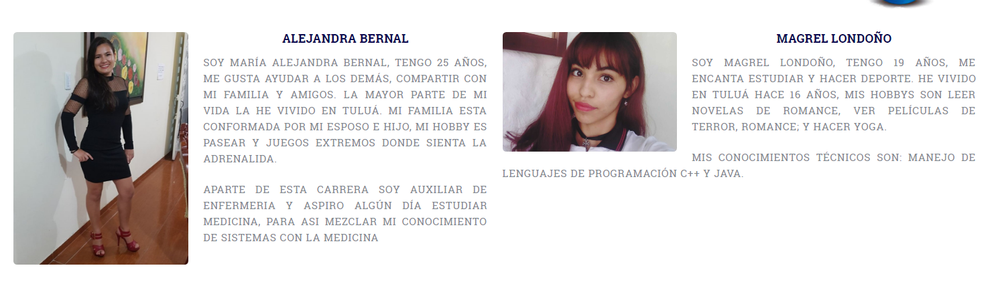 ALEJANDRA BERNAL
SOY MARÍA ALEJANDRA BERNAL, TENGO 25 AÑOS,
ME GUSTA AYUDAR A LOS DEMÁS, COMPARTIR CON
MI FAMILIA Y AMIGOS. LA MAYOR PARTE DE MI
VIDA LA HE VIVIDO EN TULUÁ. MI FAMILIA ESTA
CONFORMADA POR MI ESPOSO E HIJO, MI HOBBY ES
PASEAR Y JUEGOS EXTREMOS DONDE SIENTA LA
ADRENALIDA.
APARTE DE ESTA CARRERA SOY AUXILIAR DE
ENFERMERIA Y ASPIRO ALGÚN DÍA ESTUDIAR
MEDICINA, PARA ASI MEZCLAR MI CONOCIMIENTO
DE SISTEMAS CON LA MEDICINA
MAGREL LONDOÑO
SOY MAGREL LONDOÑO, TENGO 19 AÑOS, ME
ENCANTA ESTUDIAR Y HACER DEPORTE. HE VIVIDO
EN TULUÁ HACE 16 AÑOS, MIS HOBBYS SON LEER
NOVELAS DE ROMANCE, VER PELÍCULAS DE
TERROR, ROMANCE; Y HACER YOGA.
MIS CONOCIMIENTOS TÉCNICOS SON: MANEJO DE
LENGUAJES DE PROGRAMACIÓN C++ Y JAVA.